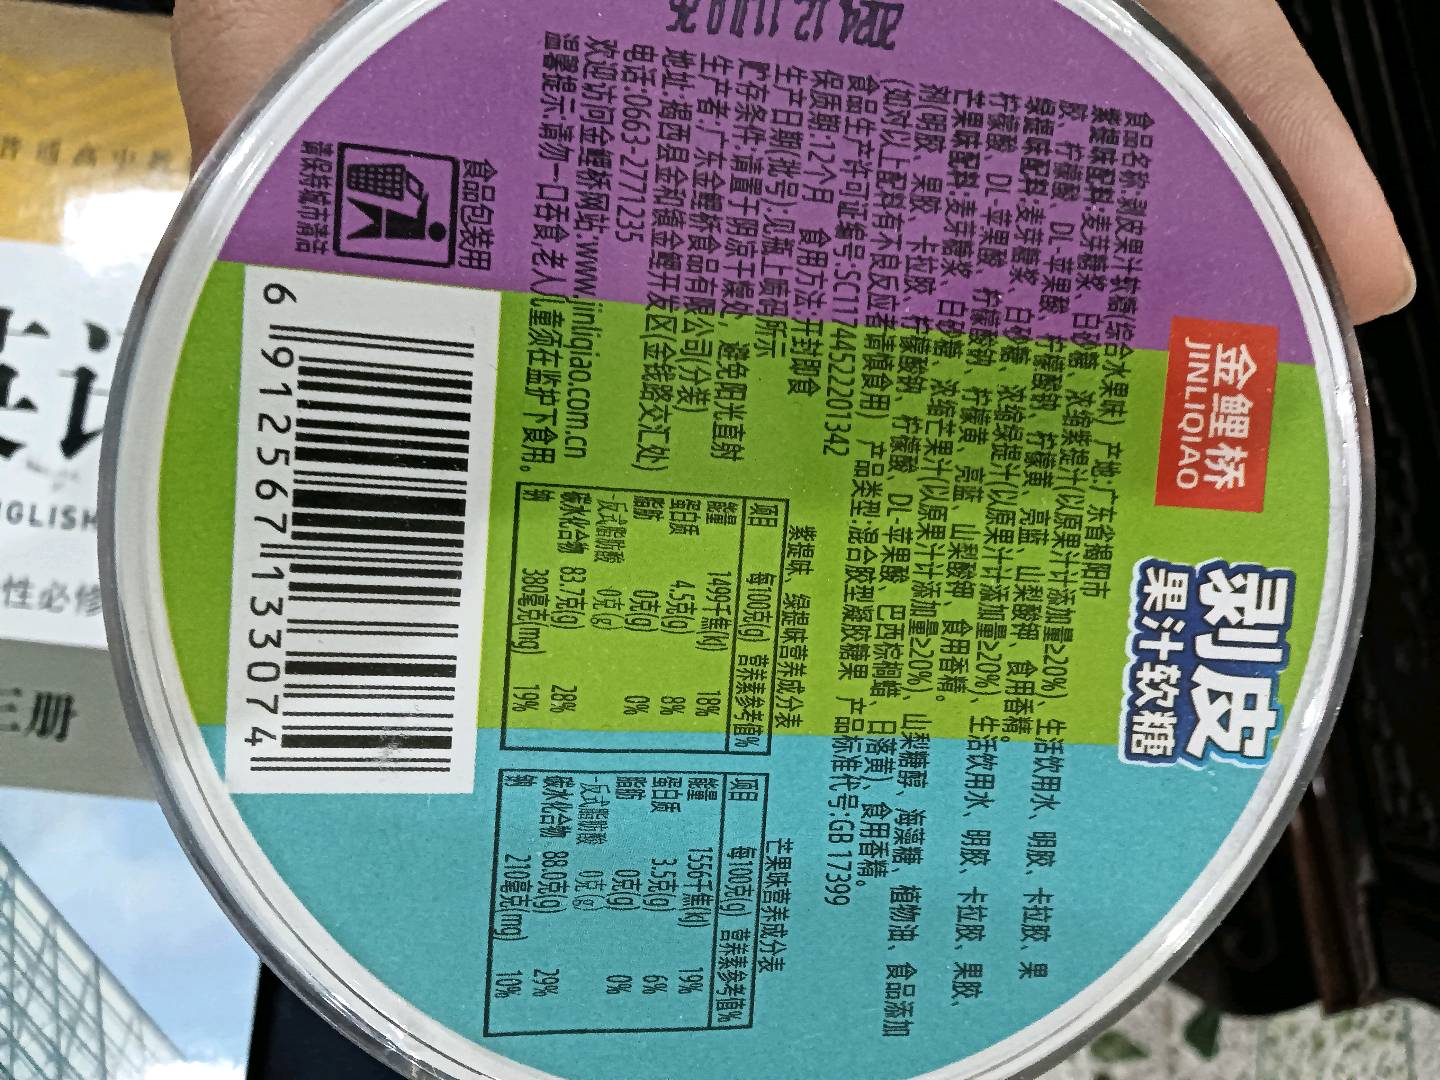 金鲤桥
JINLIQIAO
剥皮
果汁软糖
食品名称:剥皮果汁软糖(综合水果味) 产地:广东省揭阳市
紫提味配料:麦芽糖浆、白砂糖、浓缩紫提汁(以原果汁计添加量≥20%)、生活饮用水、明胶、卡拉胶、果
胶、柠檬酸、DL-苹果酸、柠檬酸钠、柠檬黄、亮蓝、山梨酸钾、食用香精。
绿提味配料:麦芽糖浆、白砂糖、浓缩绿提汁(以原果汁计添加量≥20%)、生活饮用水、明胶、卡拉胶、果胶、
柠檬酸、DL-苹果酸、柠檬酸钠、柠檬黄、亮蓝、山梨酸钾、食用香精。
芒果味配料:麦芽糖浆、白砂糖、浓缩芒果汁(以原果汁计添加量≥20%)、山梨糖醇、海藻糖、植物油、食品添加
剂(明胶、果胶、卡拉胶、柠檬酸钠、柠檬酸、DL-苹果酸、巴西棕榈蜡、日落黄)、食用香精。
(如对以上配料有不良反应者请慎食用) 产品类型:混合胶型凝胶糖果 产品标准代号:GB 17399
食品生产许可证编号:SC11744522201342
保质期:12个月 食用方法:开封即食
生产日期(批号):见瓶上喷码所示
贮存条件:请置于阴凉干燥处,避免阳光直射
生产者:广东金鲤桥食品有限公司(分装)
地址:揭西县金和镇金鲤开发区(金钱路交汇处)
电话:0663-2771235
欢迎访问金鲤桥网站:www.jinliqiao.com.cn
温馨提示:请勿一口吞食,老人儿童须在监护下食用。
紫提味、绿提味营养成分表
项目 每100克(g) 营养素参考值%
能量 1499千焦(kJ) 18%
蛋白质 4.5克(g) 8%
脂肪 0克(g) 0%
-反式脂肪酸 0克(g)
碳水化合物 83.7克(g) 28%
钠 380毫克(mg) 19%
芒果味营养成分表
项目 每100克(g) 营养素参考值%
能量 1556千焦(kJ) 19%
蛋白质 3.5克(g) 6%
脂肪 0克(g) 0%
-反式脂肪酸 0克(g)
碳水化合物 88.0克(g) 29%
钠 210毫克(mg) 10%
食品包装用
请保持城市清洁
6 912567 133074
2024.12.11
GLISH
性必修
三册